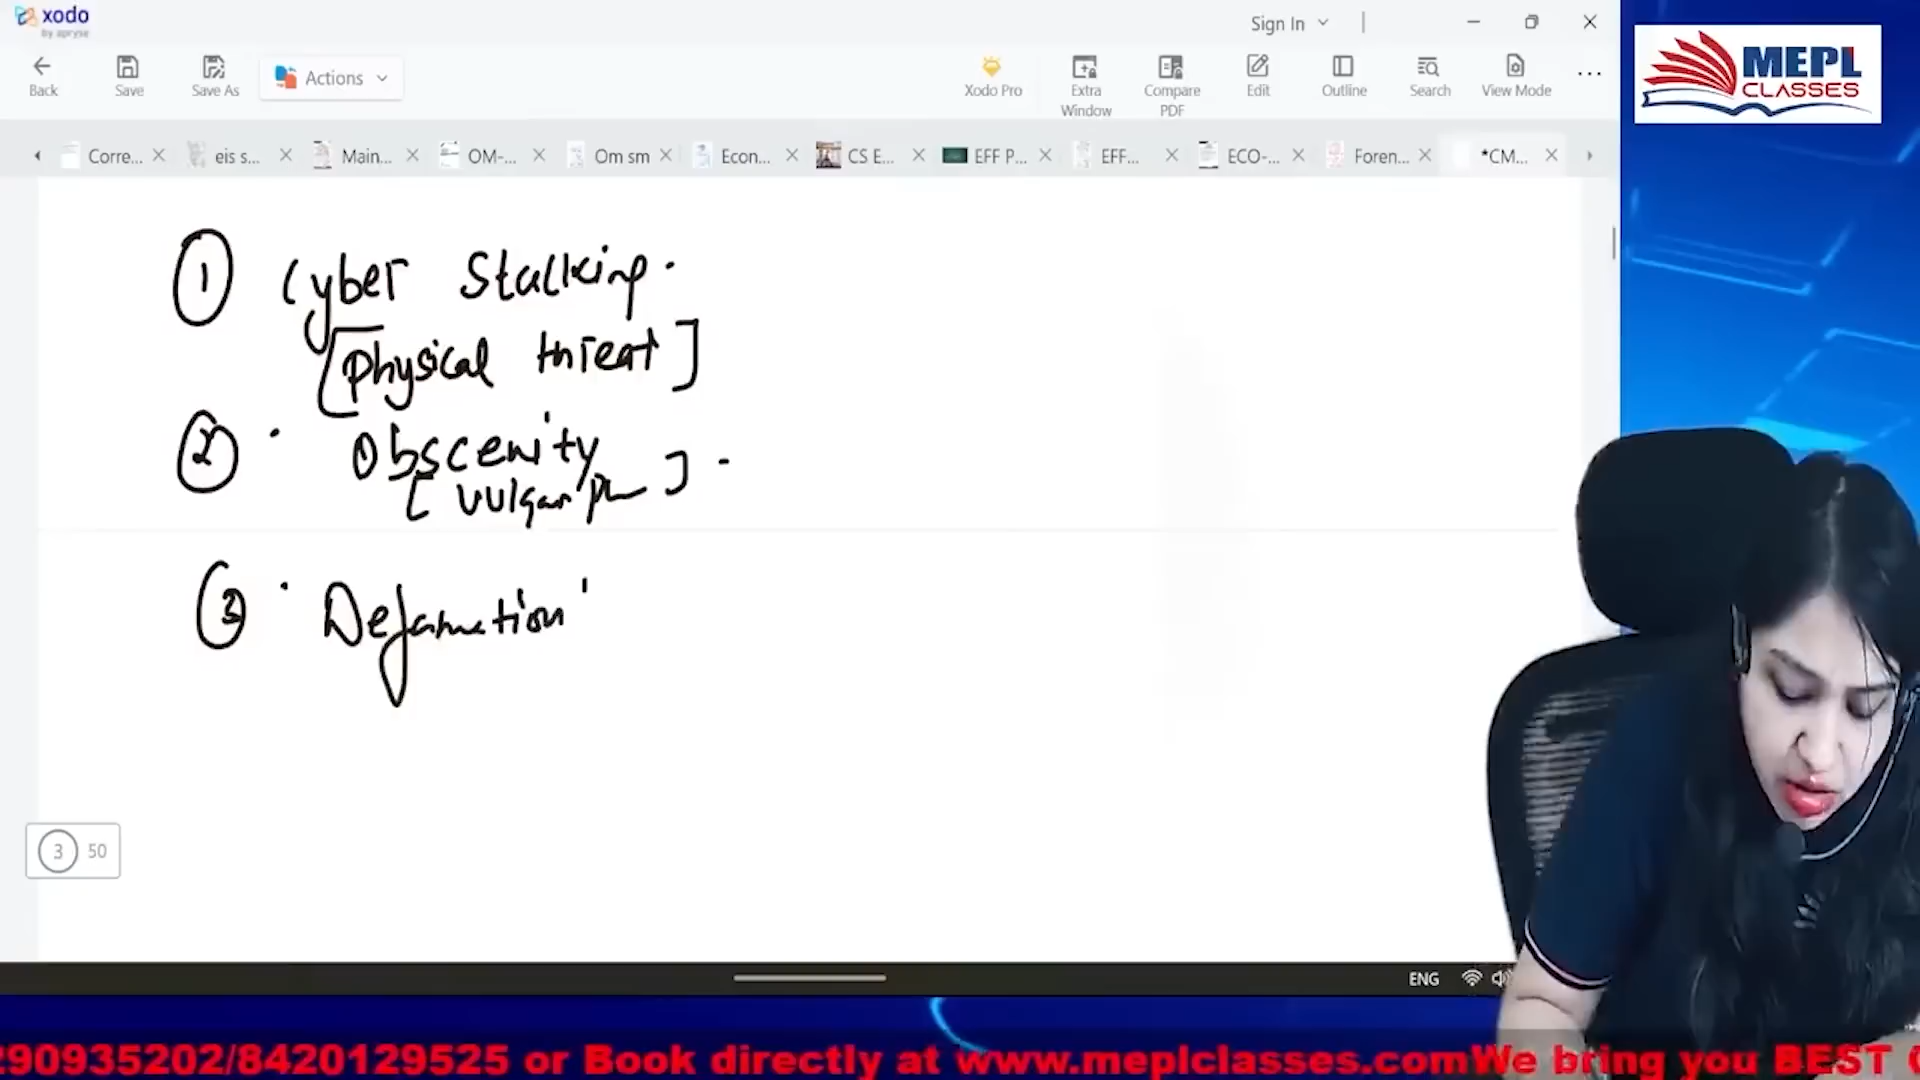 xodo
by apryse
Sign In
Back
Save
Save As
Actions
Xodo Pro
Extra Window
Compare PDF
Edit
Outline
Search
View Mode
MEPL
CLASSES
Corre...
eis s...
Main...
OM-...
Om sm
Econ...
CS E...
EFF P...
EFF...
ECO-...
Foren...
*CM...
1 Cyber Stalking.
[Physical threat]
2 Obscenity
[Vulgar]
3 Defamation
3 50
ENG
290935202/8420129525 or Book directly at www.meplclasses.comWe bring you BEST